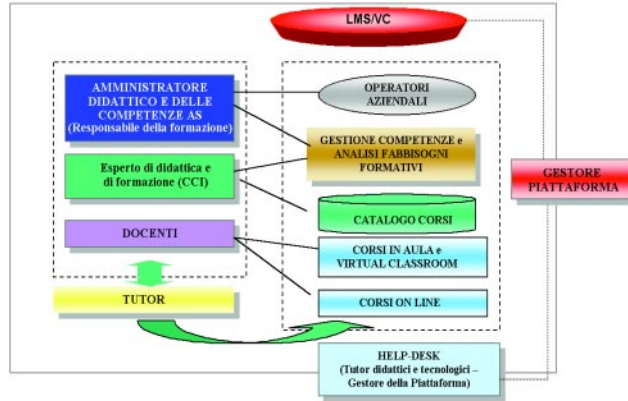 LMS/VC
AMMINISTRATORE
DIDATTICO E DELLE
COMPETENZE AS
(Responsabile della formazione)
Esperto di didattica e
di formazione (CCI)
DOCENTI
TUTOR
OPERATORI
AZIENDALI
GESTIONE COMPETENZE e
ANALISI FABBISOGNI
FORMATIVI
CATALOGO CORSI
CORSI IN AULA e
VIRTUAL CLASSROOM
CORSI ON LINE
GESTORE
PIATTAFORMA
HELP-DESK
(Tutor didattici e tecnologici –
Gestore della Piattaforma)